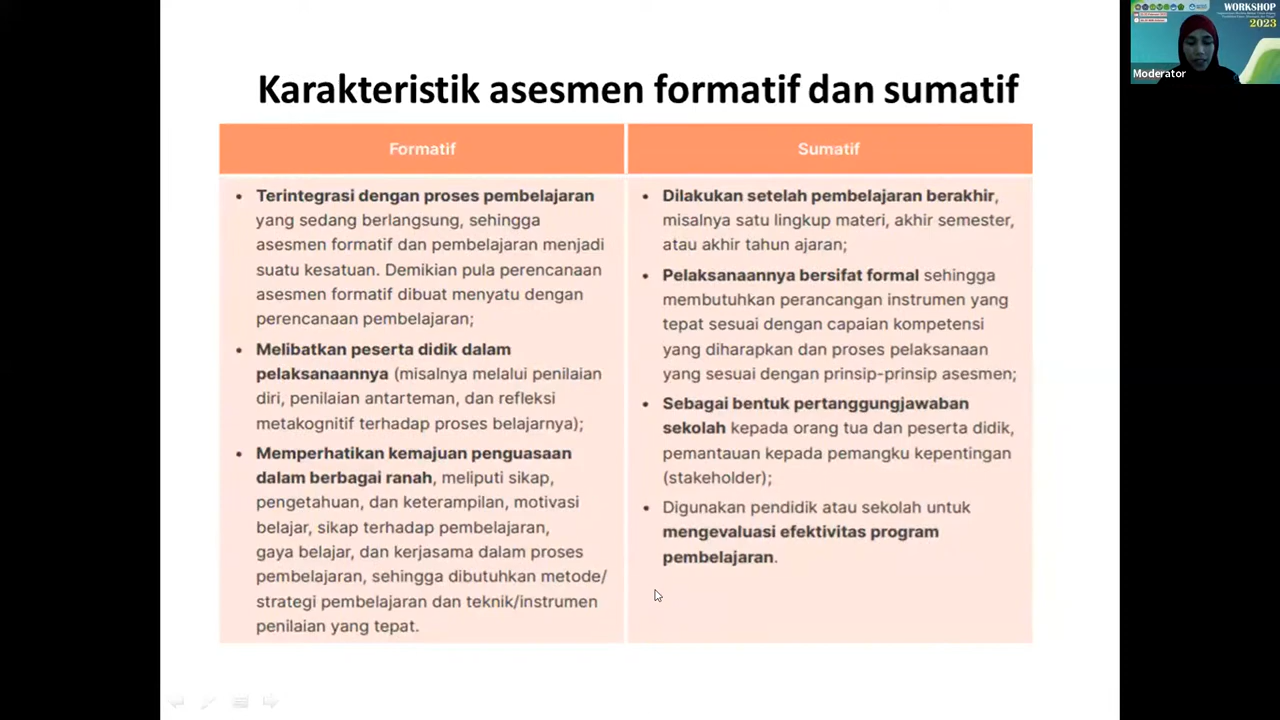 Karakteristik asesmen formatif dan sumatif
Formatif
• Terintegrasi dengan proses pembelajaran
yang sedang berlangsung, sehingga
asesmen formatif dan pembelajaran menjadi
suatu kesatuan. Demikian pula perencanaan
asesmen formatif dibuat menyatu dengan
perencanaan pembelajaran;
• Melibatkan peserta didik dalam
pelaksanaannya (misalnya melalui penilaian
diri, penilaian antarteman, dan refleksi
metakognitif terhadap proses belajarnya);
• Memperhatikan kemajuan penguasaan
dalam berbagai ranah, meliputi sikap,
pengetahuan, dan keterampilan, motivasi
belajar, sikap terhadap pembelajaran,
gaya belajar, dan kerjasama dalam proses
pembelajaran, sehingga dibutuhkan metode/
strategi pembelajaran dan teknik/instrumen
penilaian yang tepat.
Sumatif
• Dilakukan setelah pembelajaran berakhir,
misalnya satu lingkup materi, akhir semester,
atau akhir tahun ajaran;
• Pelaksanaannya bersifat formal sehingga
membutuhkan perancangan instrumen yang
tepat sesuai dengan capaian kompetensi
yang diharapkan dan proses pelaksanaan
yang sesuai dengan prinsip-prinsip asesmen;
• Sebagai bentuk pertanggungjawaban
sekolah kepada orang tua dan peserta didik,
pemantauan kepada pemangku kepentingan
(stakeholder);
• Digunakan pendidik atau sekolah untuk
mengevaluasi efektivitas program
pembelajaran.
WORKSHOP
2023
Moderator